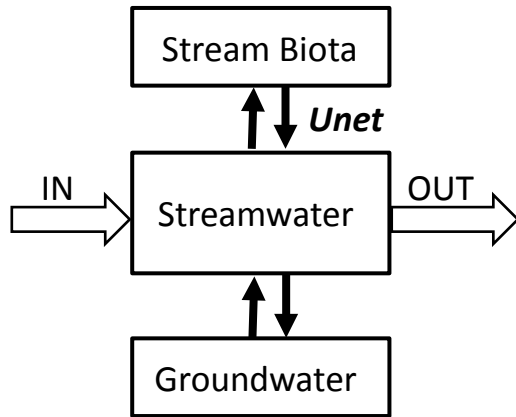 Stream Biota
Unet
IN
Streamwater
OUT
Groundwater